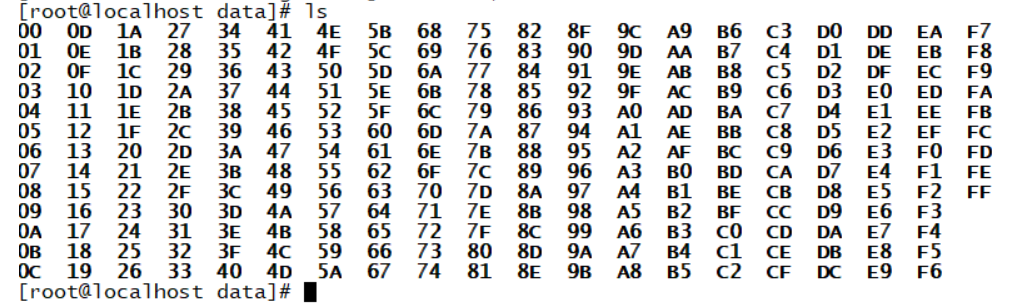 [root@localhost data]# ls
00 0D 1A 27 34 41 4E 5B 68 75 82 8F 9C A9 B6 C3 D0 DD EA F7
01 0E 1B 28 35 42 4F 5C 69 76 83 90 9D AA B7 C4 D1 DE EB F8
02 0F 1C 29 36 43 50 5D 6A 77 84 91 9E AB B8 C5 D2 DF EC F9
03 10 1D 2A 37 44 51 5E 6B 78 85 92 9F AC B9 C6 D3 E0 ED FA
04 11 1E 2B 38 45 52 5F 6C 79 86 93 A0 AD BA C7 D4 E1 EE FB
05 12 1F 2C 39 46 53 60 6D 7A 87 94 A1 AE BB C8 D5 E2 EF FC
06 13 20 2D 3A 47 54 61 6E 7B 88 95 A2 AF BC C9 D6 E3 F0 FD
07 14 21 2E 3B 48 55 62 6F 7C 89 96 A3 B0 BD CA D7 E4 F1 FE
08 15 22 2F 3C 49 56 63 70 7D 8A 97 A4 B1 BE CB D8 E5 F2 FF
09 16 23 30 3D 4A 57 64 71 7E 8B 98 A5 B2 BF CC D9 E6 F3
0A 17 24 31 3E 4B 58 65 72 7F 8C 99 A6 B3 C0 CD DA E7 F4
0B 18 25 32 3F 4C 59 66 73 80 8D 9A A7 B4 C1 CE DB E8 F5
0C 19 26 33 40 4D 5A 67 74 81 8E 9B A8 B5 C2 CF DC E9 F6
[root@localhost data]#